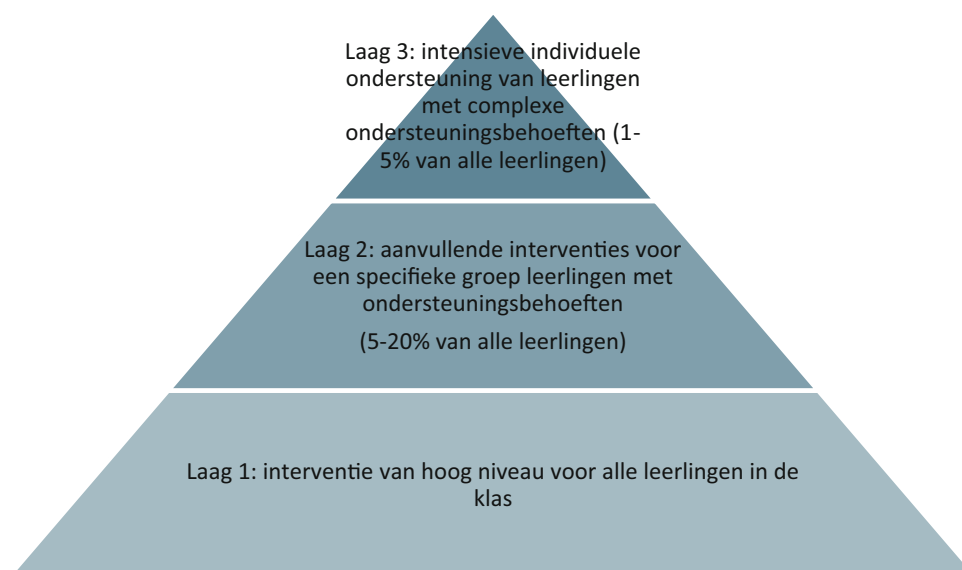 Laag 3: intensieve individuele
ondersteuning van leerlingen
met complexe
ondersteuningsbehoeften (1-
5% van alle leerlingen)
Laag 2: aanvullende interventies voor
een specifieke groep leerlingen met
ondersteuningsbehoeften
(5-20% van alle leerlingen)
Laag 1: interventie van hoog niveau voor alle leerlingen in de
klas